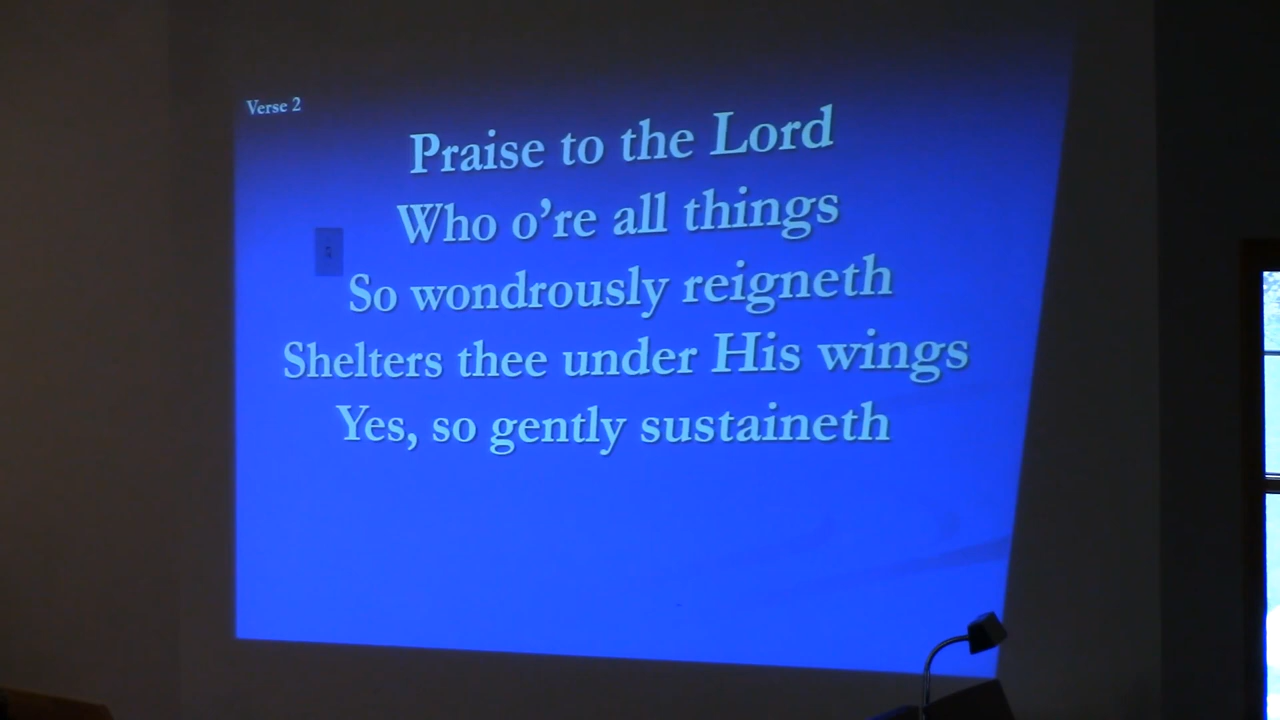 Verse 2
Praise to the Lord
Who o’re all things
So wondrously reigneth
Shelters thee under His wings
Yes, so gently sustaineth